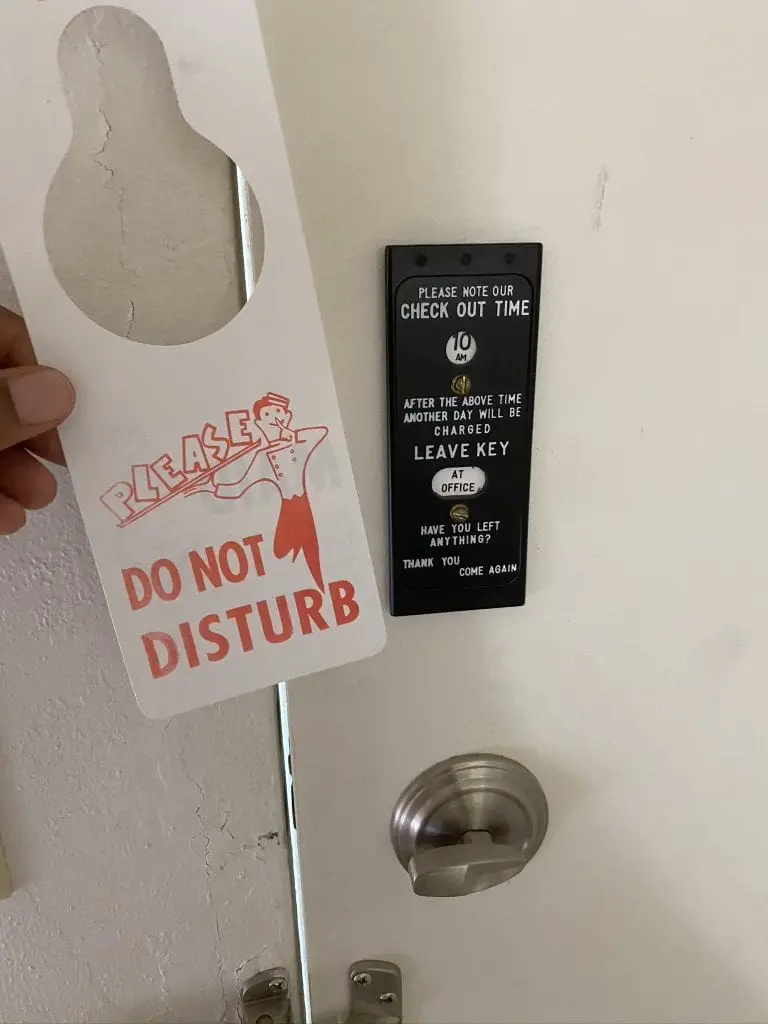 PLEASE
DO NOT
DISTURB
PLEASE NOTE OUR
CHECK OUT TIME
10
AM
AFTER THE ABOVE TIME
ANOTHER DAY WILL BE
CHARGED
LEAVE KEY
AT
OFFICE
HAVE YOU LEFT
ANYTHING?
THANK YOU
COME AGAIN